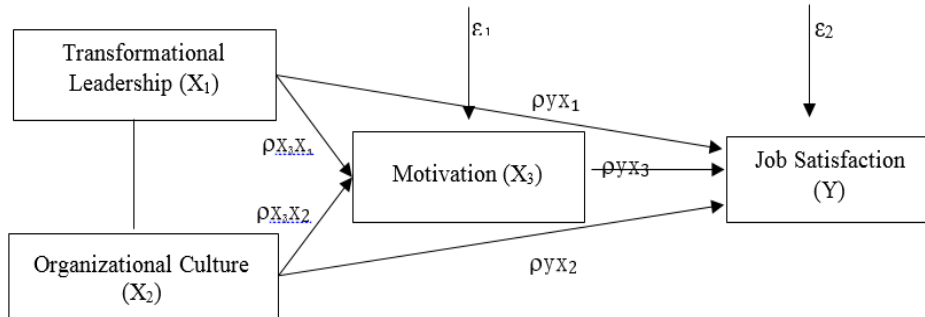 Transformational
Leadership (X₁)
ε₁
ε₂
ρyx₁
ρx₃x₁
Motivation (X₃)
ρyx₃
Job Satisfaction
(Y)
ρx₃x₂
Organizational Culture
(X₂)
ρyx₂